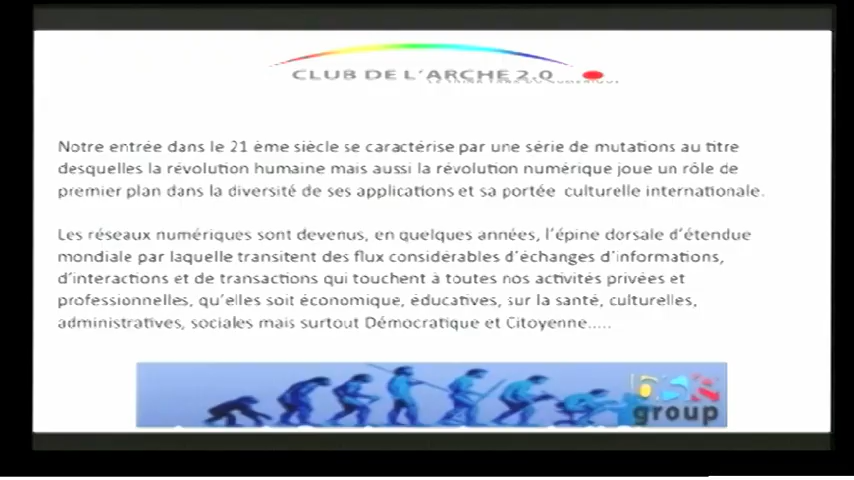 CLUB DE L'ARCHE 2.0
Notre entrée dans le 21 ème siècle se caractérise par une série de mutations au titre
desquelles la révolution humaine mais aussi la révolution numérique joue un rôle de
premier plan dans la diversité de ses applications et sa portée culturelle internationale.
Les réseaux numériques sont devenus, en quelques années, l'épine dorsale d'étendue
mondiale par laquelle transitent des flux considérables d'échanges d'informations,
d'interactions et de transactions qui touchent à toutes nos activités privées et
professionnelles, qu'elles soit économique, éducatives, sur la santé, culturelles,
administratives, sociales mais surtout Démocratique et Citoyenne.....
group